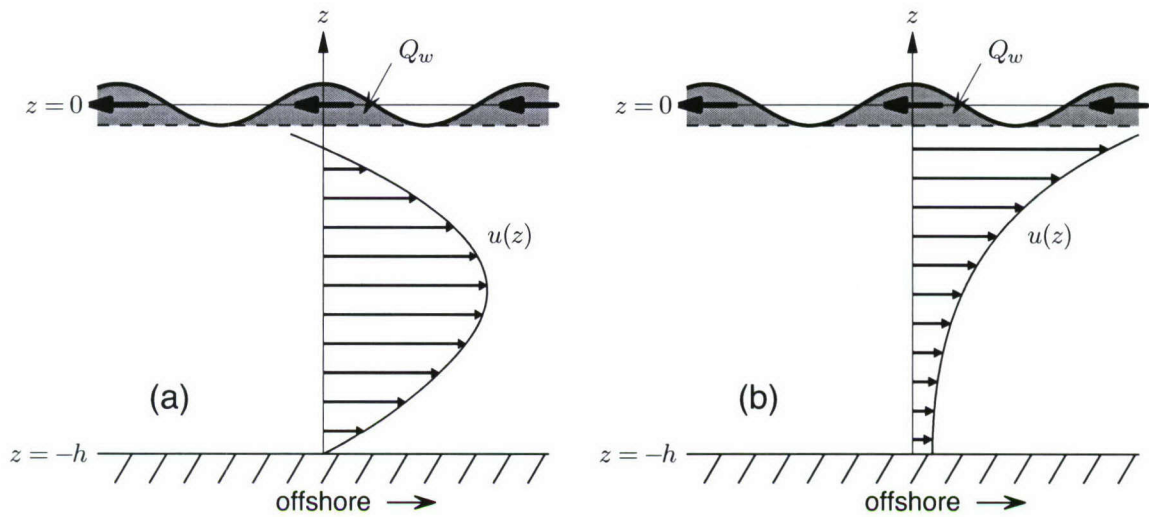 z
Q_w
z = 0
u(z)
(a)
z = −h
offshore
z
Q_w
z = 0
u(z)
(b)
z = −h
offshore